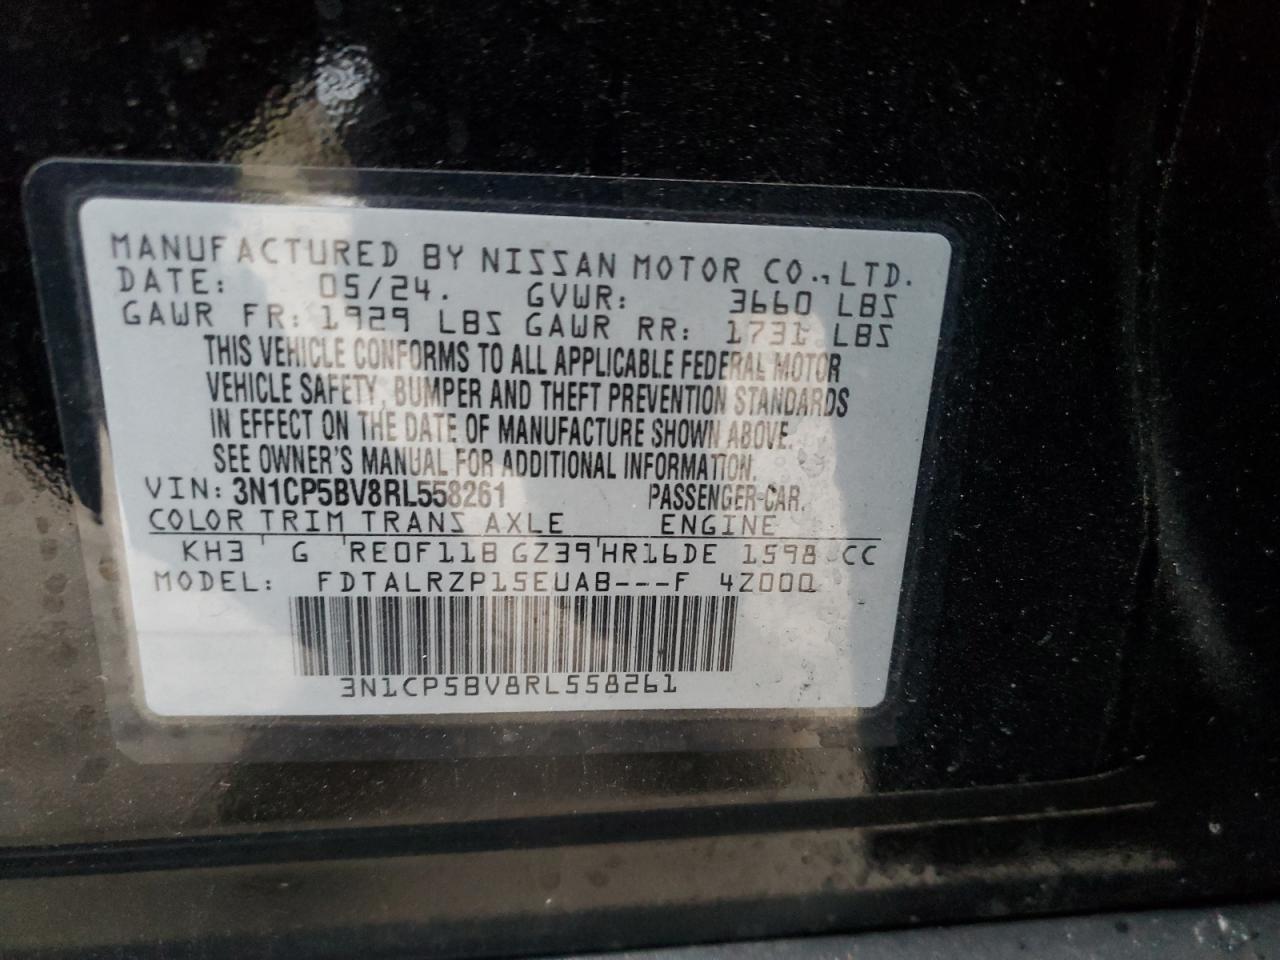 MANUFACTURED BY NISSAN MOTOR CO.,LTD.
DATE: 05/24. GVWR: 3660 LBS
GAWR FR: 1929 LBS GAWR RR: 1731 LBS
THIS VEHICLE CONFORMS TO ALL APPLICABLE FEDERAL MOTOR
VEHICLE SAFETY, BUMPER AND THEFT PREVENTION STANDARDS
IN EFFECT ON THE DATE OF MANUFACTURE SHOWN ABOVE.
SEE OWNER'S MANUAL FOR ADDITIONAL INFORMATION.
VIN: 3N1CP5BV8RL558261 PASSENGER-CAR.
COLOR TRIM TRANS AXLE ENGINE
KH3 G RE0F11B GZ39 HR16DE 1598 CC
MODEL: FDTALRZP15EUAB---F 4Z00Q
3N1CP5BV8RL558261